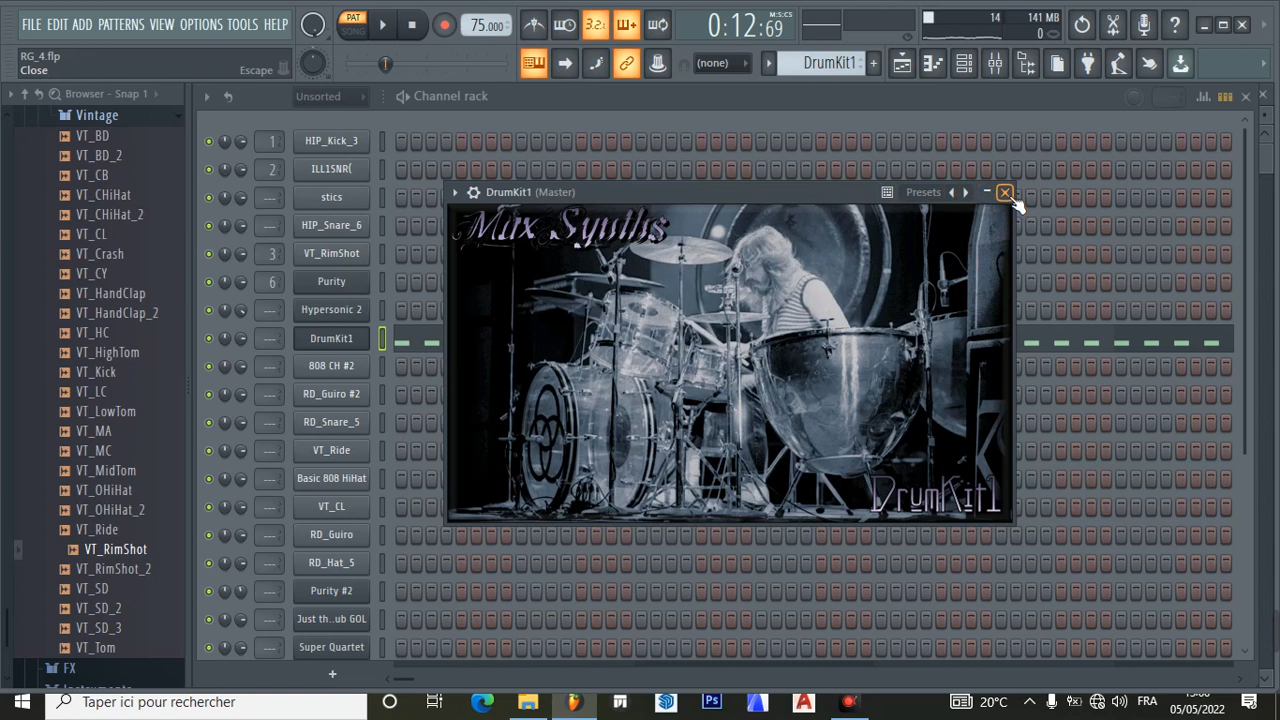 FILE EDIT ADD PATTERNS VIEW OPTIONS TOOLS HELP
PAT
SONG
75.000
3.2.
0:12:69
M:S:CS
14
141 MB
0
RG_4.flp
Close
Escape
(none)
DrumKit1
Browser - Snap 1
Unsorted
Channel rack
Vintage
VT_BD
VT_BD_2
VT_CB
VT_CHiHat
VT_CHiHat_2
VT_CL
VT_Crash
VT_CY
VT_HandClap
VT_HandClap_2
VT_HC
VT_HighTom
VT_Kick
VT_LC
VT_LowTom
VT_MA
VT_MC
VT_MidTom
VT_OHiHat
VT_OHiHat_2
VT_Ride
VT_RimShot
VT_RimShot_2
VT_SD
VT_SD_2
VT_SD_3
VT_Tom
FX
1
HIP_Kick_3
2
ILL1SNR(
---
stics
---
HIP_Snare_6
3
VT_RimShot
6
Purity
---
Hypersonic 2
---
DrumKit1
---
808 CH #2
---
RD_Guiro #2
---
RD_Snare_5
---
VT_Ride
---
Basic 808 HiHat
---
VT_CL
---
RD_Guiro
---
RD_Hat_5
---
Purity #2
---
Just th..ub GOL
---
Super Quartet
DrumKit1 (Master)
Presets
Max Synths
DrumKit1
Taper ici pour rechercher
Ps
20°C
FRA
05/05/2022